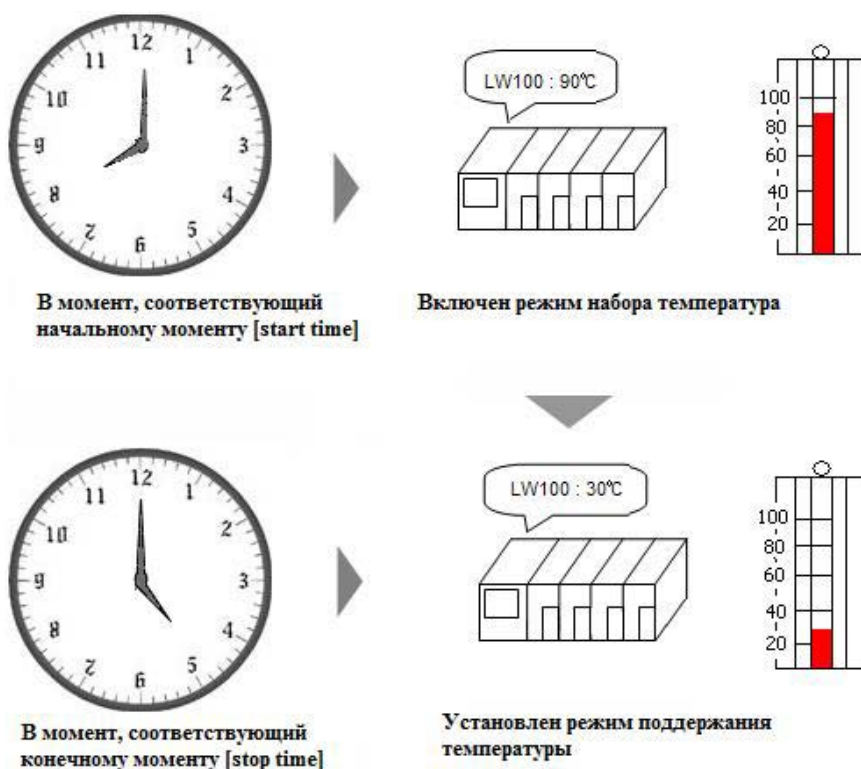 12
11 1
10 2
9 3
8 4
7 5
6
LW100 : 90℃
100
80
60
40
20
В момент, соответствующий
начальному моменту [start time]
Включен режим набора температура
12
11 1
10 2
9 3
8 4
7 5
6
LW100 : 30℃
100
80
60
40
20
В момент, соответствующий
конечному моменту [stop time]
Установлен режим поддержания
температуры